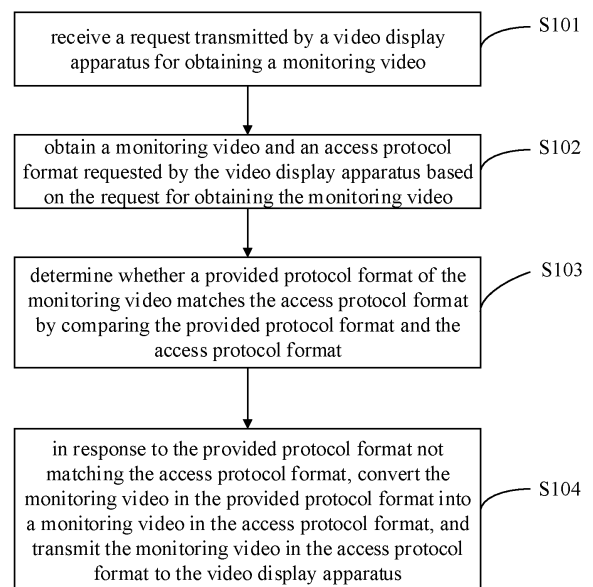 receive a request transmitted by a video display
apparatus for obtaining a monitoring video
S101
obtain a monitoring video and an access protocol
format requested by the video display apparatus based
on the request for obtaining the monitoring video
S102
determine whether a provided protocol format of the
monitoring video matches the access protocol format
by comparing the provided protocol format and the
access protocol format
S103
in response to the provided protocol format not
matching the access protocol format, convert the
monitoring video in the provided protocol format into
a monitoring video in the access protocol format, and
transmit the monitoring video in the access protocol
format to the video display apparatus
S104